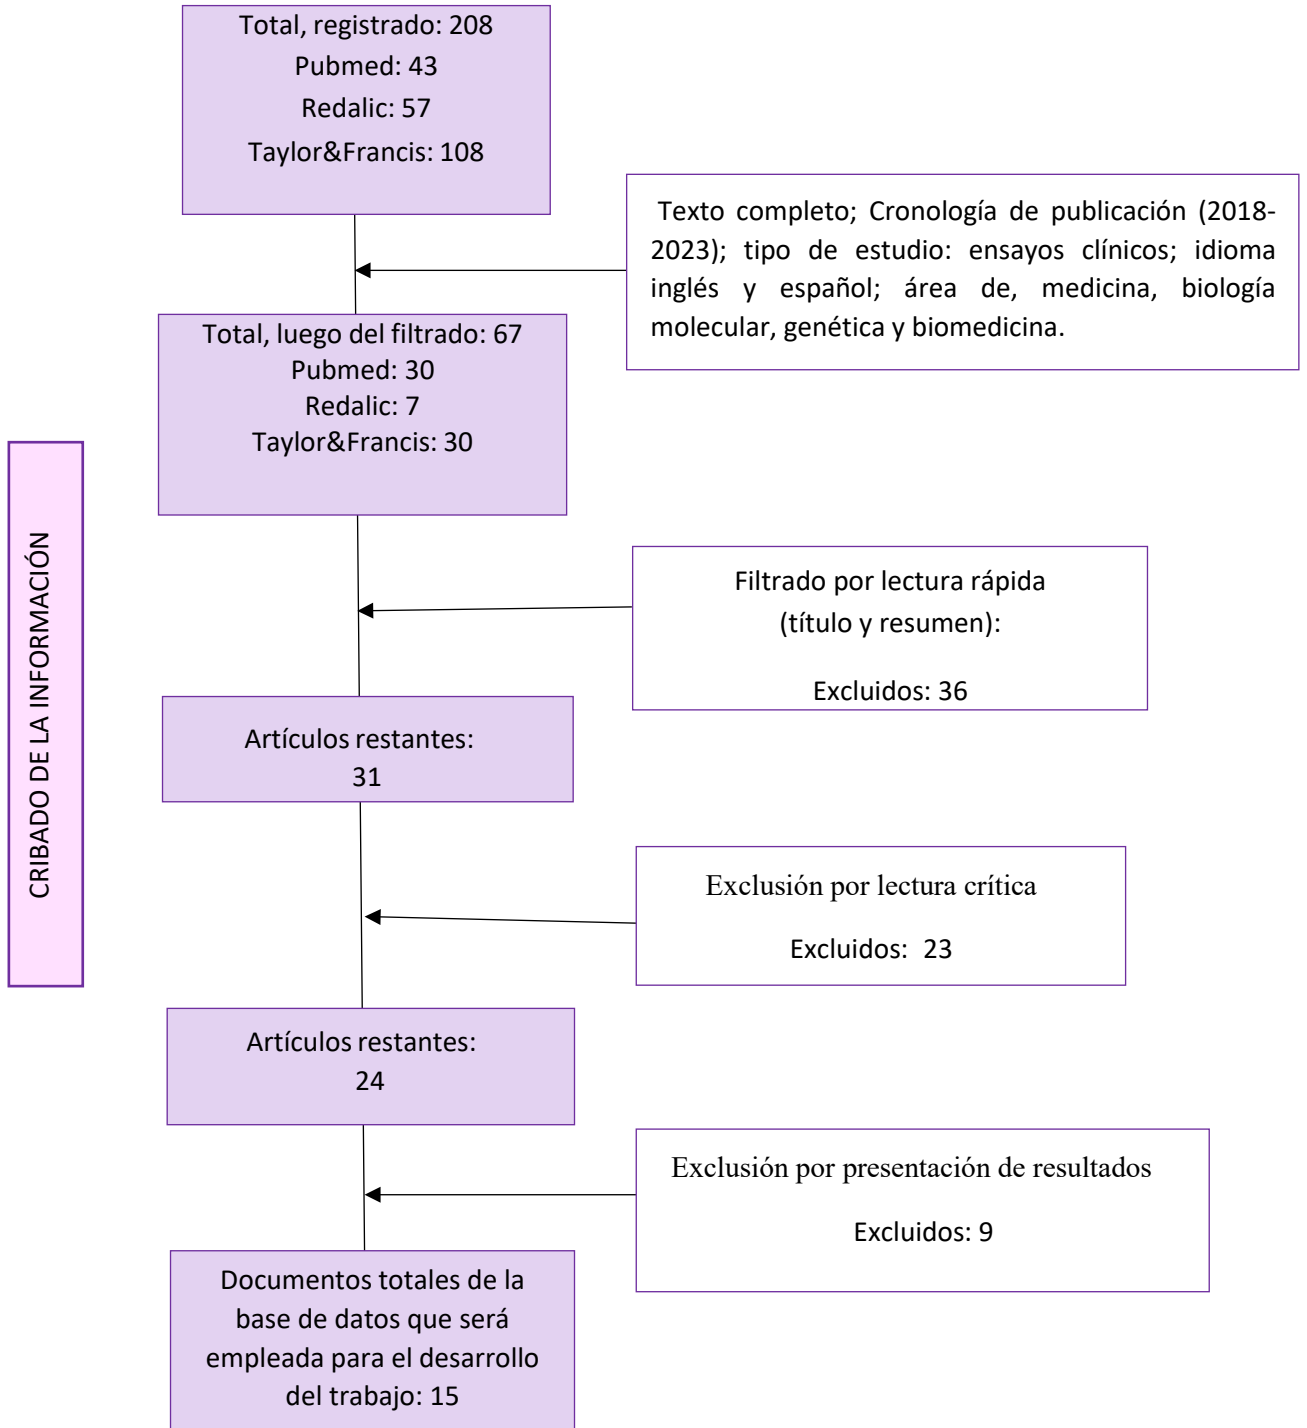 Total, registrado: 208
Pubmed: 43
Redalic: 57
Taylor&Francis: 108
Texto completo; Cronología de publicación (2018-
2023); tipo de estudio: ensayos clínicos; idioma
inglés y español; área de, medicina, biología
molecular, genética y biomedicina.
Total, luego del filtrado: 67
Pubmed: 30
Redalic: 7
Taylor&Francis: 30
CRIBADO DE LA INFORMACIÓN
Filtrado por lectura rápida
(título y resumen):
Excluidos: 36
Artículos restantes:
31
Exclusión por lectura crítica
Excluidos: 23
Artículos restantes:
24
Exclusión por presentación de resultados
Excluidos: 9
Documentos totales de la
base de datos que será
empleada para el desarrollo
del trabajo: 15